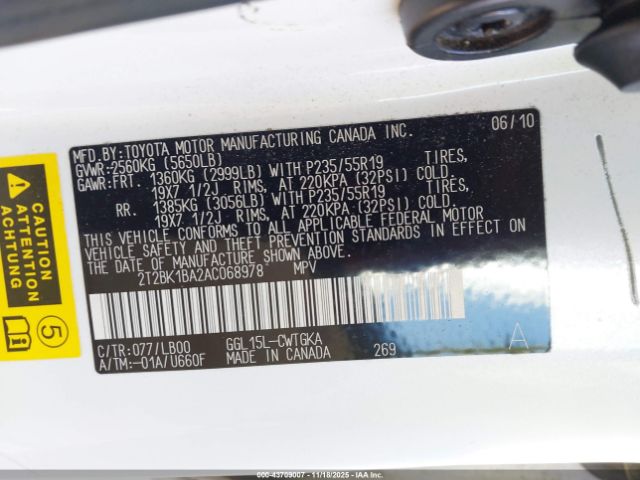 MFD.BY:TOYOTA MOTOR MANUFACTURING CANADA INC. 06/10
GVWR:2560KG (5650LB)
GAWR:FRT. 1360KG (2999LB) WITH P235/55R19 TIRES,
19X7 1/2J RIMS, AT 220KPA (32PSI) COLD.
RR. 1385KG (3056LB) WITH P235/55R19 TIRES,
19X7 1/2J RIMS, AT 220KPA (32PSI) COLD.
THIS VEHICLE CONFORMS TO ALL APPLICABLE FEDERAL MOTOR
VEHICLE SAFETY AND THEFT PREVENTION STANDARDS IN EFFECT ON
THE DATE OF MANUFACTURE SHOWN ABOVE.
2T2BK1BA2AC068978 MPV
C/TR:077/LB00 GGL15L-CWTGKA
A/TM:-01A/U660F MADE IN CANADA 269
A
CAUTION
ACHTUNG
ATTENTION
5
00 - 43709007 - 11/18/2025 - IAA Inc.